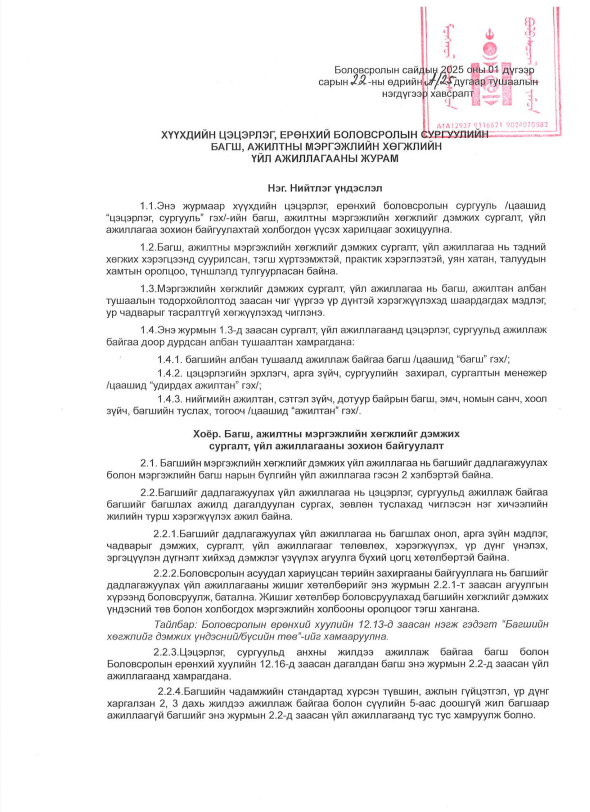 Боловсролын сайдын 2025 оны 01 дүгээр
сарын 22-ны өдрийн А/25 дугаар тушаалын
нэгдүгээр хавсралт
A1A12937 9116621 9024070582
ХҮҮХДИЙН ЦЭЦЭРЛЭГ, ЕРӨНХИЙ БОЛОВСРОЛЫН СУРГУУЛИЙН
БАГШ, АЖИЛТНЫ МЭРГЭЖЛИЙН ХӨГЖЛИЙН
ҮЙЛ АЖИЛЛАГААНЫ ЖУРАМ
Нэг. Нийтлэг үндэслэл
1.1.Энэ журмаар хүүхдийн цэцэрлэг, ерөнхий боловсролын сургууль /цаашид
“цэцэрлэг, сургууль” гэх/-ийн багш, ажилтны мэргэжлийн хөгжлийг дэмжих сургалт, үйл
ажиллагаа зохион байгуулахтай холбогдон үүсэх харилцааг зохицуулна.
1.2.Багш, ажилтны мэргэжлийн хөгжлийг дэмжих сургалт, үйл ажиллагаа нь тэдний
хөгжих хэрэгцээнд суурилсан, тэгш хүртээмжтэй, практик хэрэглээтэй, уян хатан, талуудын
хамтын оролцоо, түншлэлд тулгуурласан байна.
1.3.Мэргэжлийн хөгжлийг дэмжих сургалт, үйл ажиллагаа нь багш, ажилтан албан
тушаалын тодорхойлолтод заасан чиг үүргээ үр дүнтэй хэрэгжүүлэхэд шаардагдах мэдлэг,
ур чадварыг тасралтгүй хөгжүүлэхэд чиглэнэ.
1.4.Энэ журмын 1.3-д заасан сургалт, үйл ажиллагаанд цэцэрлэг, сургуульд ажиллаж
байгаа доор дурдсан албан тушаалтан хамрагдана:
1.4.1. багшийн албан тушаалд ажиллаж байгаа багш /цаашид “багш” гэх/;
1.4.2. цэцэрлэгийн эрхлэгч, арга зүйч, сургуулийн захирал, сургалтын менежер
/цаашид “удирдах ажилтан” гэх/;
1.4.3. нийгмийн ажилтан, сэтгэл зүйч, дотуур байрын багш, эмч, номын санч, хоол
зүйч, багшийн туслах, тогооч /цаашид “ажилтан” гэх/.
Хоёр. Багш, ажилтны мэргэжлийн хөгжлийг дэмжих
сургалт, үйл ажиллагааны зохион байгуулалт
2.1. Багшийн мэргэжлийн хөгжлийг дэмжих үйл ажиллагаа нь багшийг дадлагажуулах
болон мэргэжлийн багш нарын бүлгийн үйл ажиллагаа гэсэн 2 хэлбэртэй байна.
2.2.Багшийг дадлагажуулах үйл ажиллагаа нь цэцэрлэг, сургуульд ажиллаж байгаа
багшийг багшлах ажилд дагалдуулан сургах, зөвлөн туслахад чиглэсэн нэг хичээлийн
жилийн турш хэрэгжүүлэх ажил байна.
2.2.1.Багшийг дадлагажуулах үйл ажиллагаа нь багшлах онол, арга зүйн мэдлэг,
чадварыг дэмжих, сургалт, үйл ажиллагааг төлөвлөх, хэрэгжүүлэх, үр дүнг үнэлэх,
эргэцүүлэн дүгнэлт хийхэд дэмжлэг үзүүлэх агуулга бүхий цогц хөтөлбөртэй байна.
2.2.2.Боловсролын асуудал хариуцсан төрийн захиргааны байгууллага нь багшийг
дадлагажуулах үйл ажиллагааны жишиг хөтөлбөрийг энэ журмын 2.2.1-т заасан агуулгын
хүрээнд боловсруулж, батална. Жишиг хөтөлбөр боловсруулахад багшийн хөгжлийг дэмжих
үндэсний төв болон холбогдох мэргэжлийн холбооны оролцоог тэгш хангана.
Тайлбар: Боловсролын ерөнхий хуулийн 12.13-д заасан нэгж гэдэгт “Багшийн
хөгжлийг дэмжих үндэсний/бүсийн төв”-ийг хамааруулна.
2.2.3.Цэцэрлэг, сургуульд анхны жилдээ ажиллаж байгаа багш болон
Боловсролын ерөнхий хуулийн 12.16-д заасан дагалдан багш энэ журмын 2.2-д заасан үйл
ажиллагаанд хамрагдана.
2.2.4.Багшийн чадамжийн стандартад хүрсэн түвшин, ажлын гүйцэтгэл, үр дүнг
харгалзан 2, 3 дахь жилдээ ажиллаж байгаа болон сүүлийн 5-аас доошгүй жил багшаар
ажиллаагүй багшийг энэ журмын 2.2-д заасан үйл ажиллагаанд тус тус хамруулж болно.